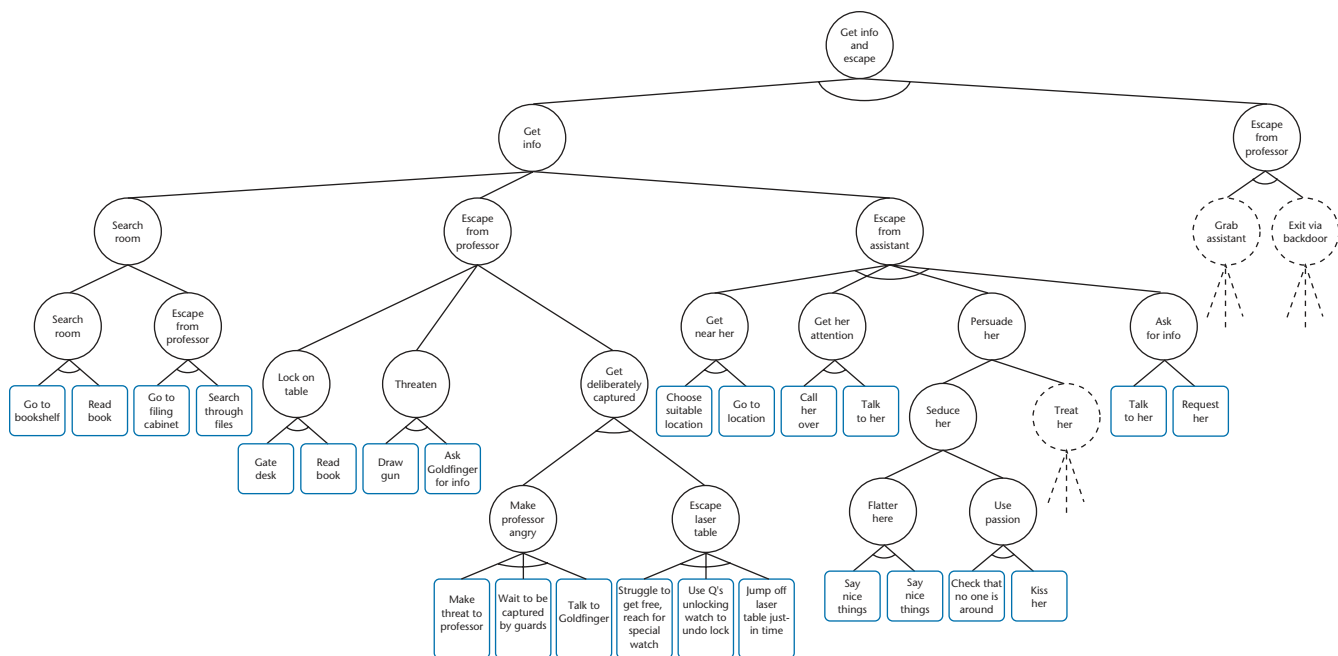 Get info
and
escape
Get
info
Escape
from
professor
Search
room
Escape
from
professor
Escape
from
assistant
Grab
assistant
Exit via
backdoor
Search
room
Escape
from
professor
Get
near her
Get her
attention
Persuade
her
Ask
for info
Lock on
table
Threaten
Get
deliberately
captured
Go to
bookshelf
Read
book
Go to
filing
cabinet
Search
through
files
Choose
suitable
location
Go to
location
Call
her
over
Talk
to her
Seduce
her
Treat
her
Talk
to her
Request
her
Gate
desk
Read
book
Draw
gun
Ask
Goldfinger
for info
Make
professor
angry
Escape
laser
table
Flatter
here
Use
passion
Make
threat to
professor
Wait to be
captured
by guards
Talk to
Goldfinger
Struggle to
get free,
reach for
special
watch
Use Q's
unlocking
watch to
undo lock
Jump off
laser
table just-
in time
Say
nice
things
Say
nice
things
Check that
no one is
around
Kiss
her